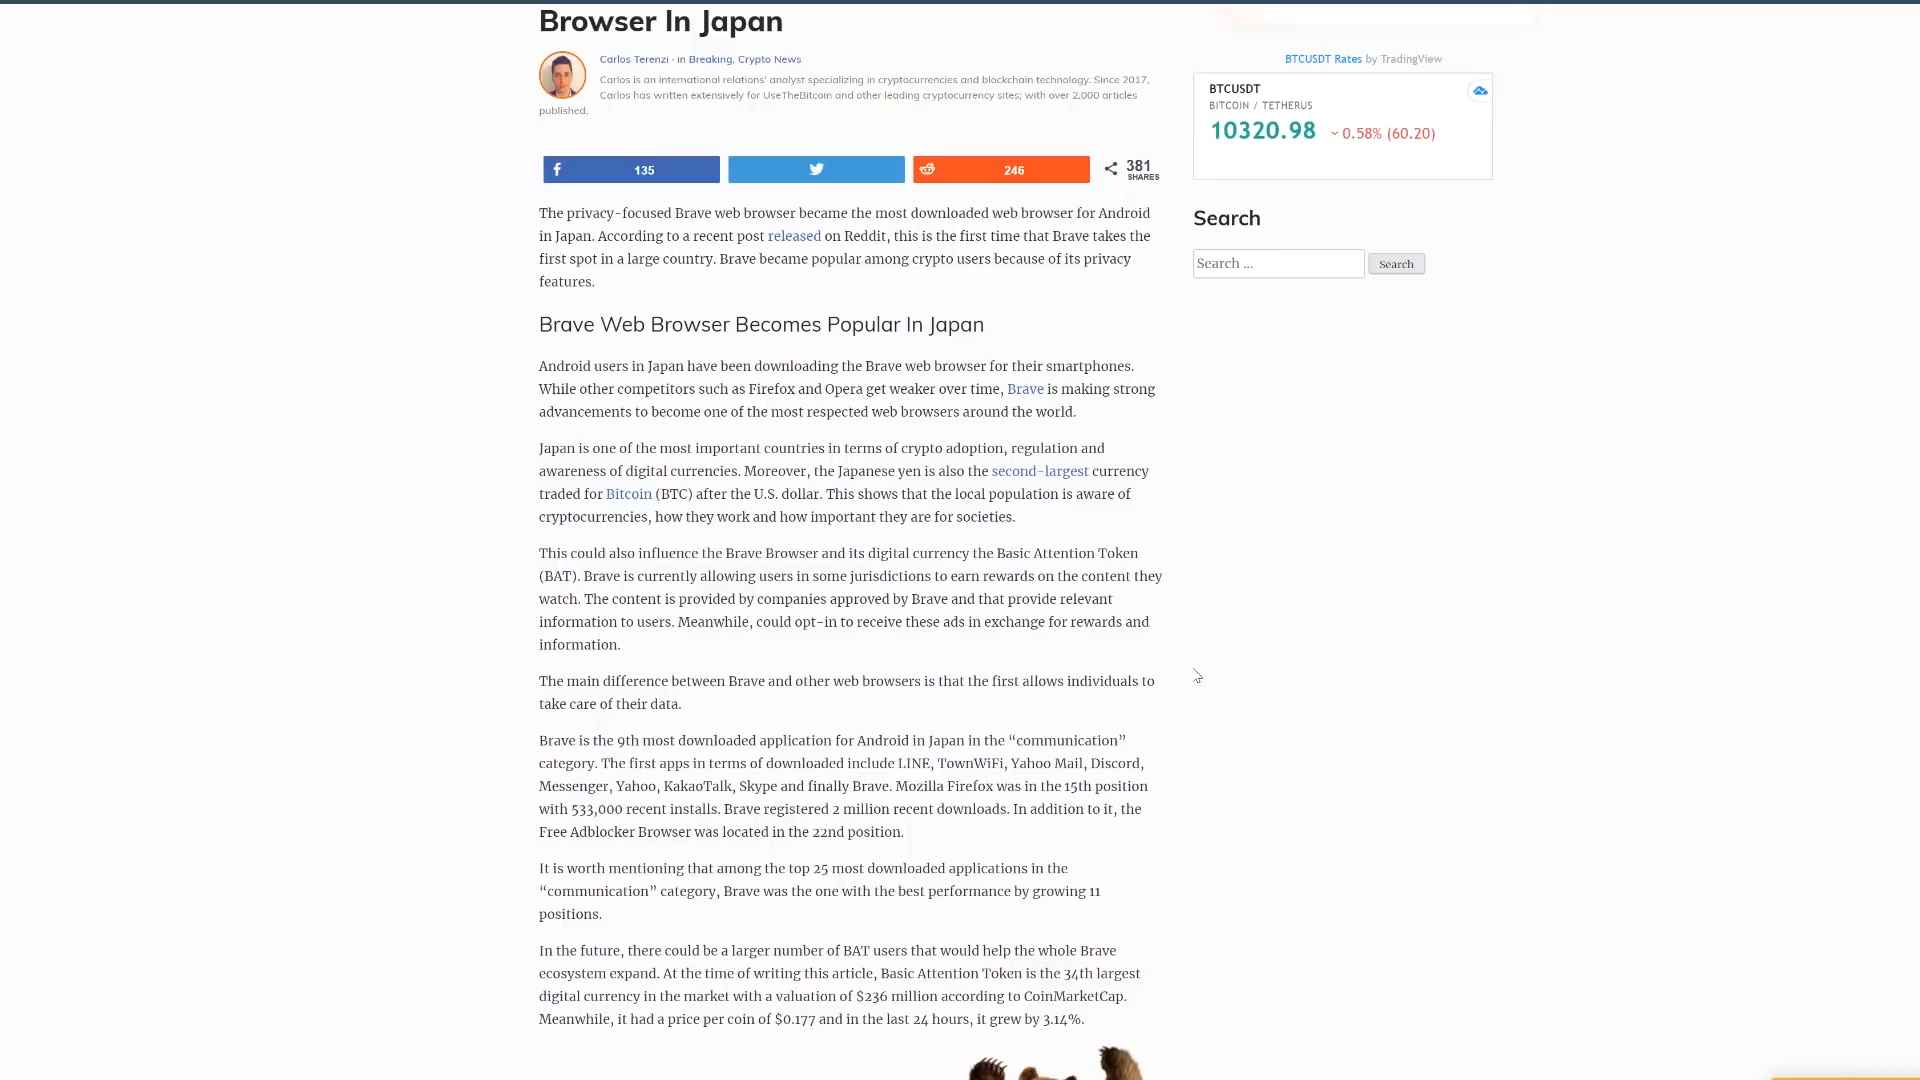 Browser In Japan
Carlos Terenzi · in Breaking, Crypto News
Carlos is an international relations' analyst specializing in cryptocurrencies and blockchain technology. Since 2017,
Carlos has written extensively for UseTheBitcoin and other leading cryptocurrency sites; with over 2,000 articles
published.
135
246
381
SHARES
The privacy-focused Brave web browser became the most downloaded web browser for Android
in Japan. According to a recent post released on Reddit, this is the first time that Brave takes the
first spot in a large country. Brave became popular among crypto users because of its privacy
features.
Brave Web Browser Becomes Popular In Japan
Android users in Japan have been downloading the Brave web browser for their smartphones.
While other competitors such as Firefox and Opera get weaker over time, Brave is making strong
advancements to become one of the most respected web browsers around the world.
Japan is one of the most important countries in terms of crypto adoption, regulation and
awareness of digital currencies. Moreover, the Japanese yen is also the second-largest currency
traded for Bitcoin (BTC) after the U.S. dollar. This shows that the local population is aware of
cryptocurrencies, how they work and how important they are for societies.
This could also influence the Brave Browser and its digital currency the Basic Attention Token
(BAT). Brave is currently allowing users in some jurisdictions to earn rewards on the content they
watch. The content is provided by companies approved by Brave and that provide relevant
information to users. Meanwhile, could opt-in to receive these ads in exchange for rewards and
information.
The main difference between Brave and other web browsers is that the first allows individuals to
take care of their data.
Brave is the 9th most downloaded application for Android in Japan in the “communication”
category. The first apps in terms of downloaded include LINE, TownWiFi, Yahoo Mail, Discord,
Messenger, Yahoo, KakaoTalk, Skype and finally Brave. Mozilla Firefox was in the 15th position
with 533,000 recent installs. Brave registered 2 million recent downloads. In addition to it, the
Free Adblocker Browser was located in the 22nd position.
It is worth mentioning that among the top 25 most downloaded applications in the
“communication” category, Brave was the one with the best performance by growing 11
positions.
In the future, there could be a larger number of BAT users that would help the whole Brave
ecosystem expand. At the time of writing this article, Basic Attention Token is the 34th largest
digital currency in the market with a valuation of $236 million according to CoinMarketCap.
Meanwhile, it had a price per coin of $0.177 and in the last 24 hours, it grew by 3.14%.
BTCUSDT Rates by TradingView
BTCUSDT
BITCOIN / TETHERUS
10320.98 0.58% (60.20)
Search
Search ... Search